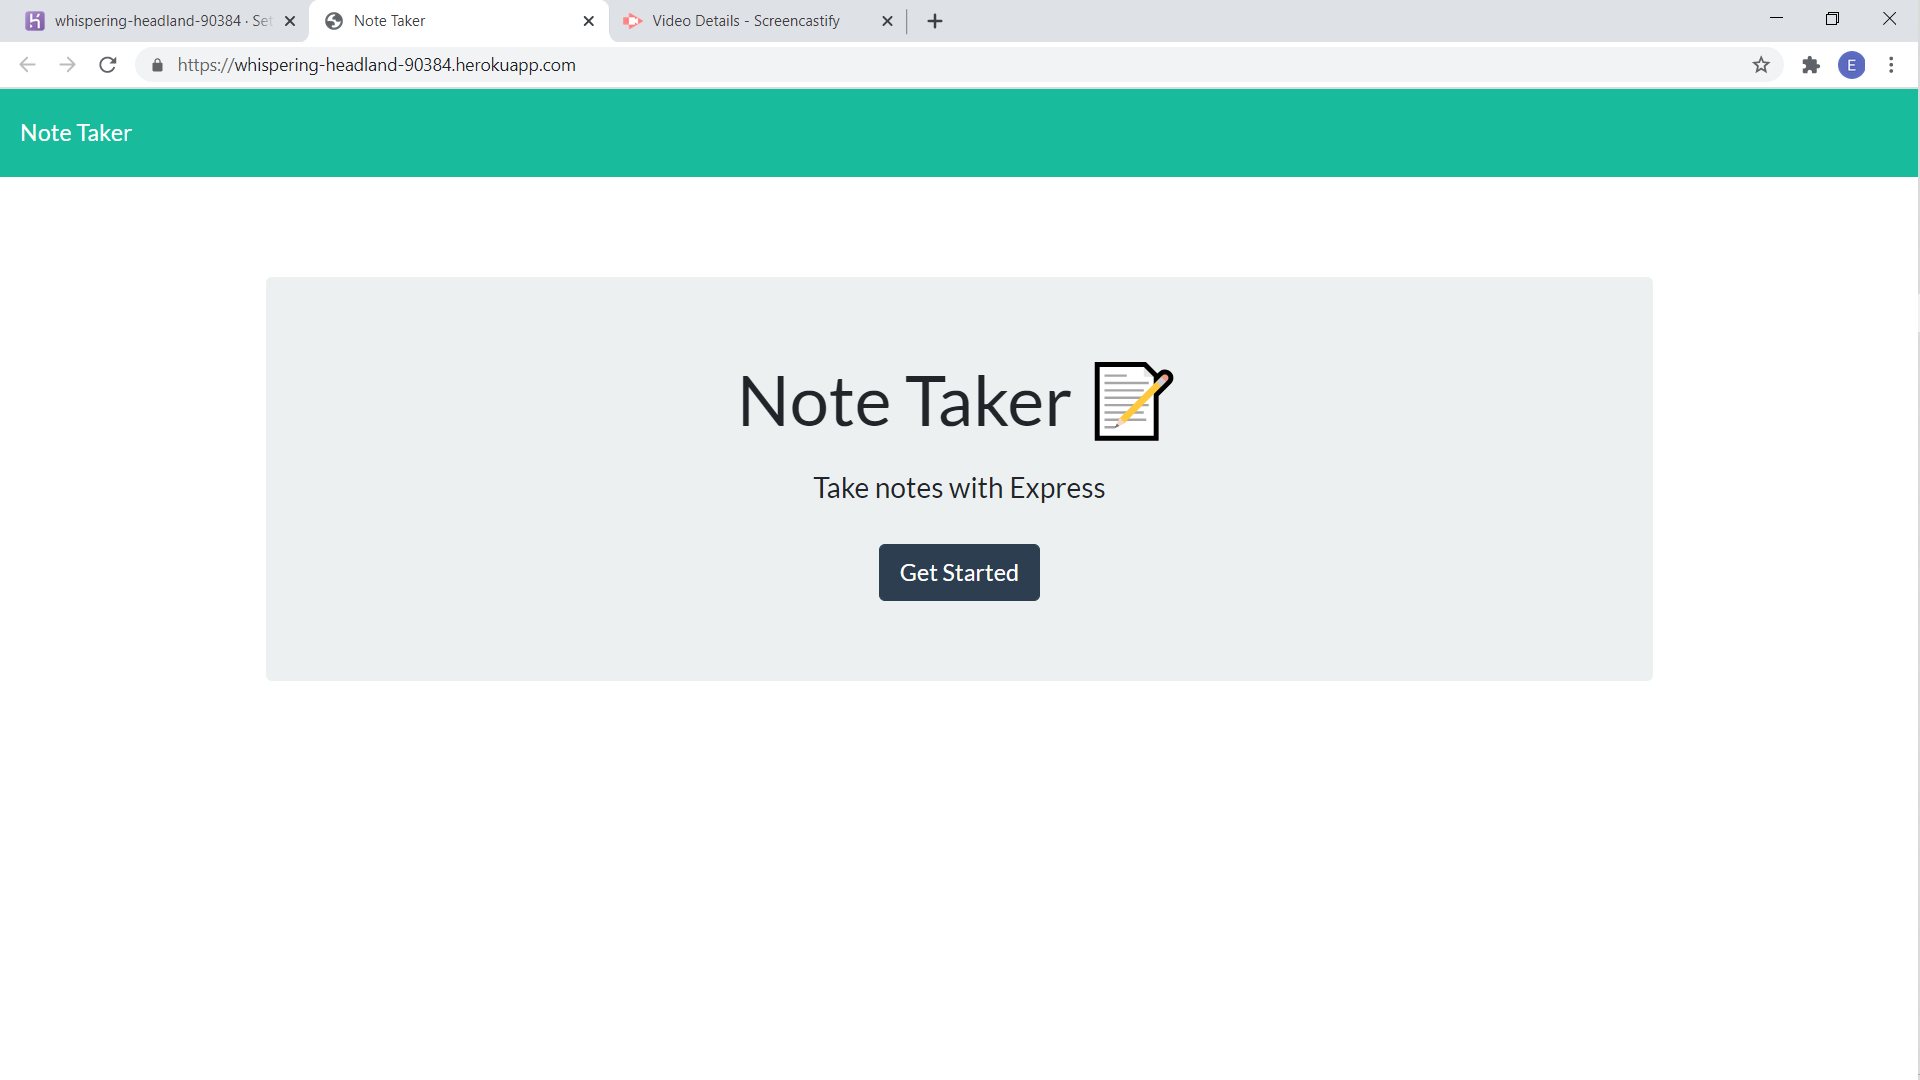 whispering-headland-90384 · Set
Note Taker
Video Details - Screencastify
https://whispering-headland-90384.herokuapp.com
E
Note Taker
Note Taker
Take notes with Express
Get Started